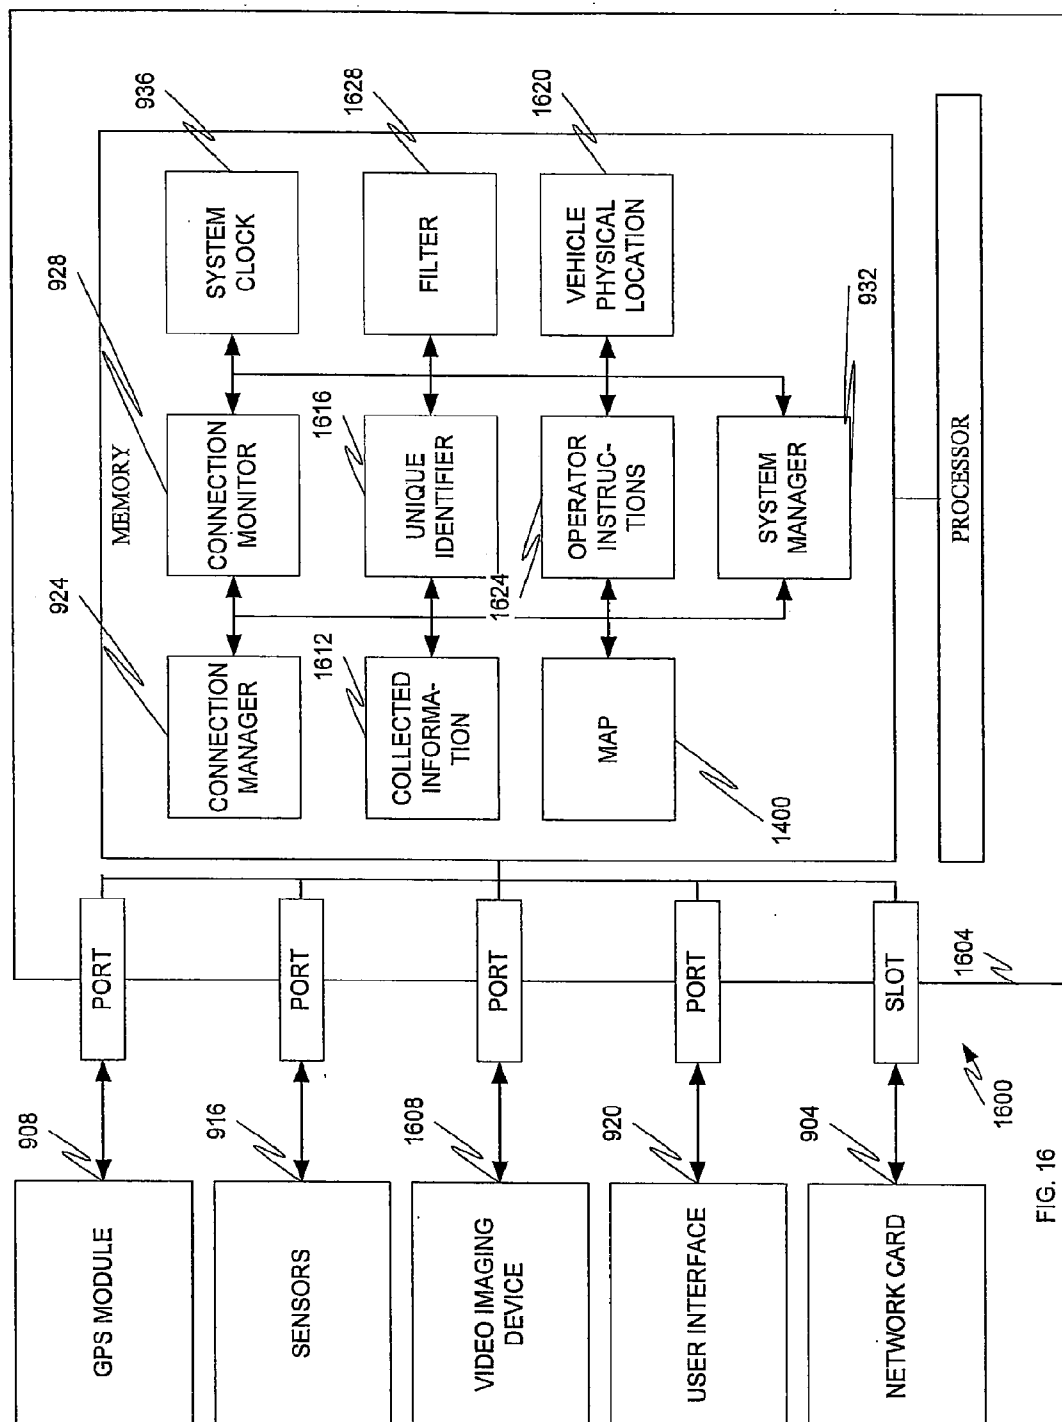 GPS MODULE
908
PORT
SENSORS
916
PORT
VIDEO IMAGING
DEVICE
1608
PORT
USER INTERFACE
920
PORT
NETWORK CARD
904
SLOT
1600
1604
MEMORY
CONNECTION
MANAGER
924
CONNECTION
MONITOR
928
SYSTEM
CLOCK
936
COLLECTED
INFORMA-
TION
1612
UNIQUE
IDENTIFIER
1616
FILTER
1628
MAP
1400
OPERATOR
INSTRUC-
TIONS
1624
VEHICLE
PHYSICAL
LOCATION
1620
SYSTEM
MANAGER
932
PROCESSOR
FIG. 16